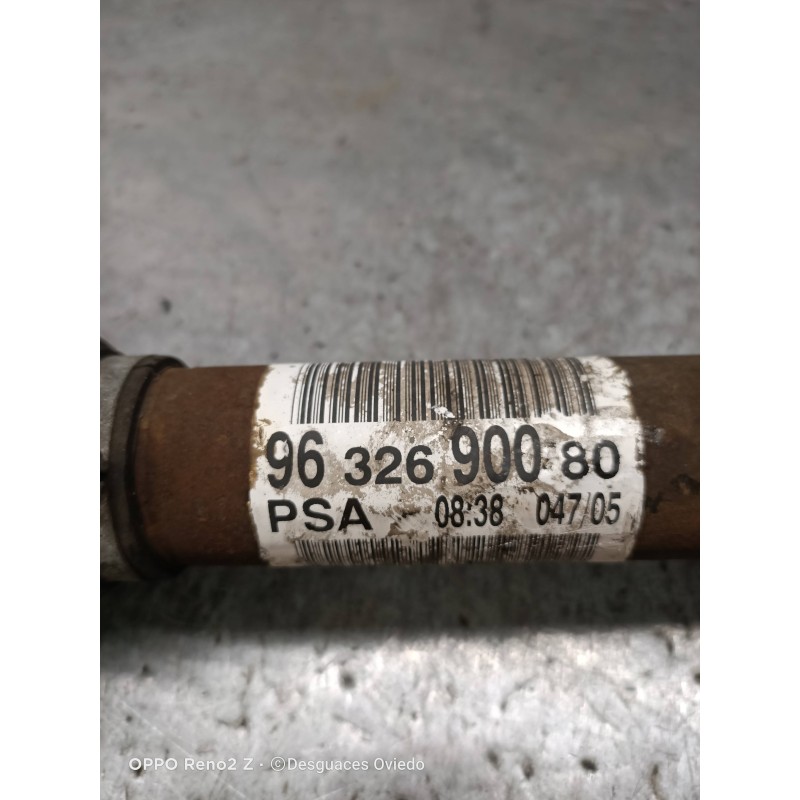 96 326 900 80
PSA 08:38 047/05
OPPO Reno2 Z · ©Desguaces Oviedo